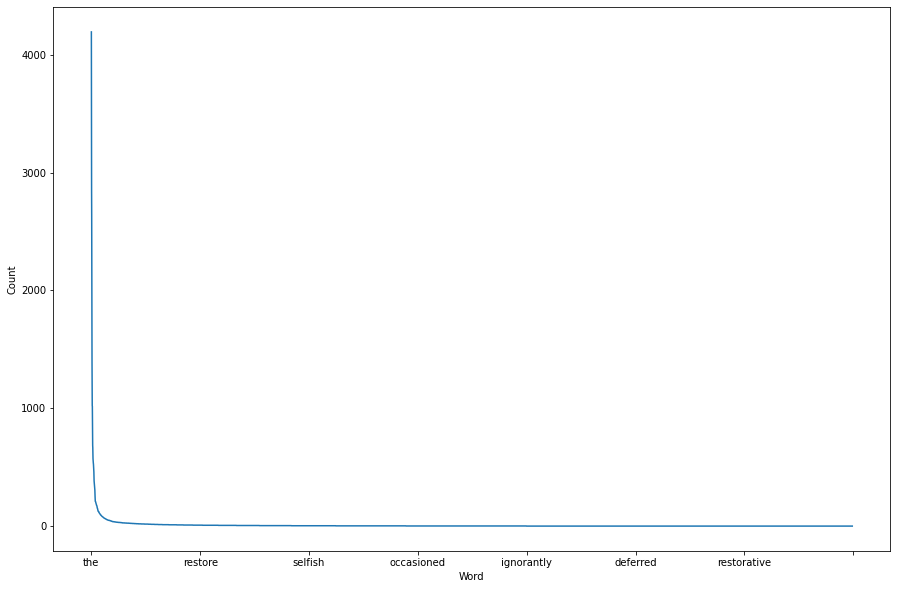 4000
3000
2000
1000
0
Count
the restore selfish occasioned ignorantly deferred restorative
Word